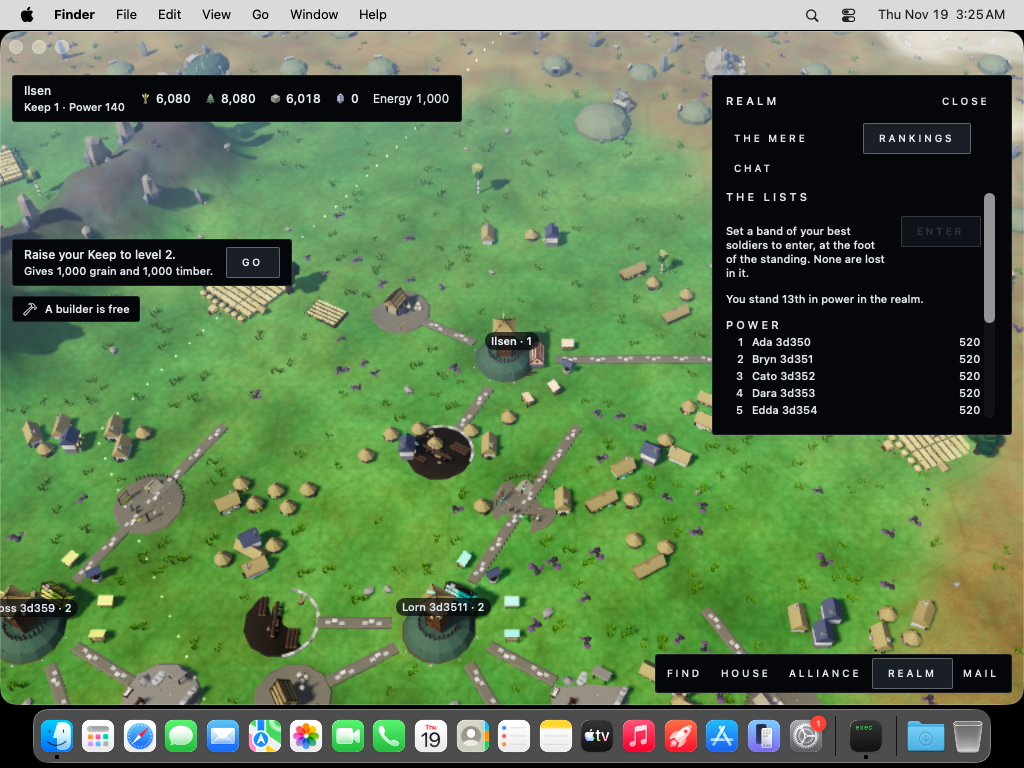 Finder File Edit View Go Window Help Thu Nov 19 3:25 AM
Ilsen
Keep 1 · Power 140
6,080 8,080 6,018 0 Energy 1,000
REALM CLOSE
THE MERE RANKINGS
CHAT
THE LISTS
Set a band of your best
soldiers to enter, at the foot
of the standing. None are lost
in it.
ENTER
You stand 13th in power in the realm.
POWER
1 Ada 3d350 520
2 Bryn 3d351 520
3 Cato 3d352 520
4 Dara 3d353 520
5 Edda 3d354 520
Raise your Keep to level 2.
Gives 1,000 grain and 1,000 timber.
GO
A builder is free
Ilsen · 1
oss 3d359 · 2
Lorn 3d3511 · 2
FIND HOUSE ALLIANCE REALM MAIL
Thu
19
tv
1
exec